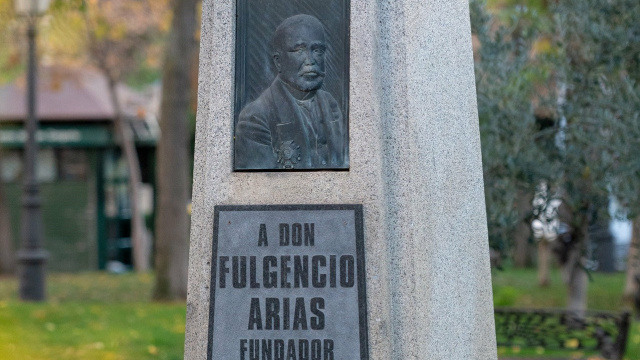 A DON
FULGENCIO
ARIAS
FUNDADOR